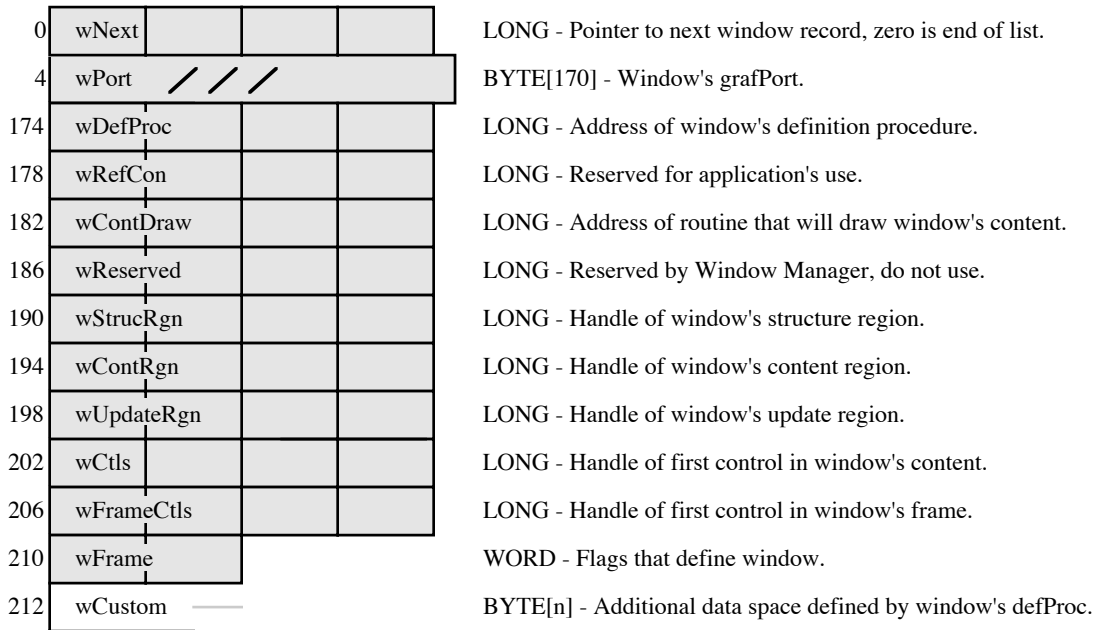 0 wNext LONG - Pointer to next window record, zero is end of list.
4 wPort BYTE[170] - Window's grafPort.
174 wDefProc LONG - Address of window's definition procedure.
178 wRefCon LONG - Reserved for application's use.
182 wContDraw LONG - Address of routine that will draw window's content.
186 wReserved LONG - Reserved by Window Manager, do not use.
190 wStrucRgn LONG - Handle of window's structure region.
194 wContRgn LONG - Handle of window's content region.
198 wUpdateRgn LONG - Handle of window's update region.
202 wCtls LONG - Handle of first control in window's content.
206 wFrameCtls LONG - Handle of first control in window's frame.
210 wFrame WORD - Flags that define window.
212 wCustom BYTE[n] - Additional data space defined by window's defProc.